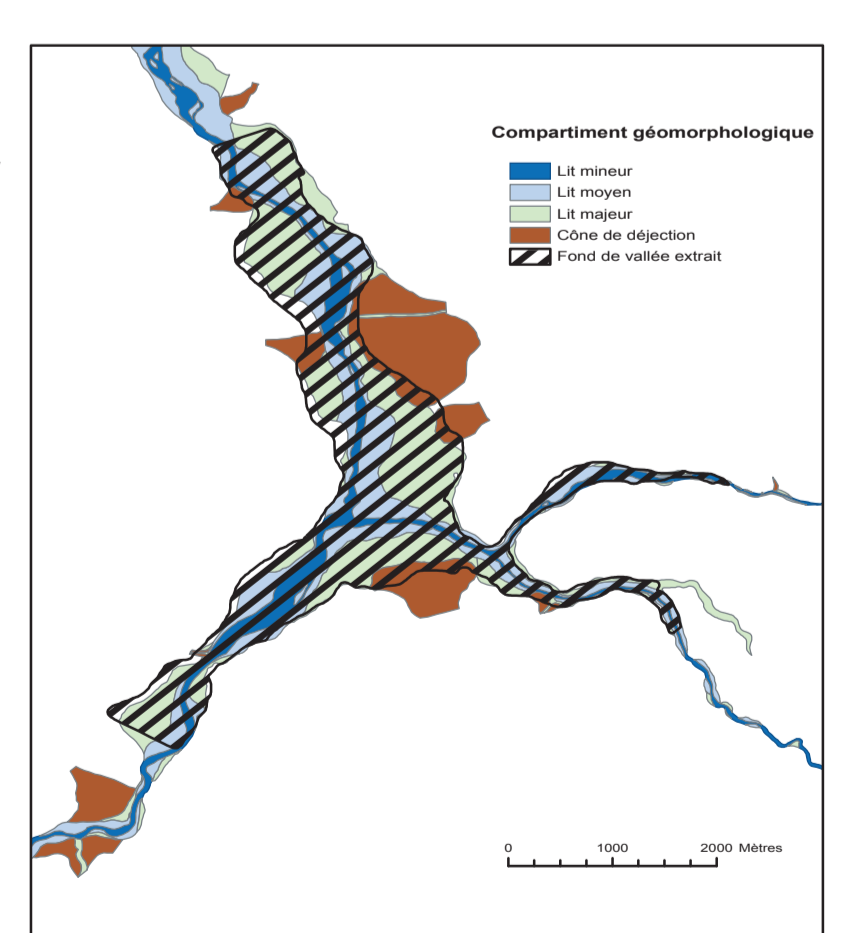 Compartiment géomorphologique
Lit mineur
Lit moyen
Lit majeur
Cône de déjection
Fond de vallée extrait
0 1000 2000 Mètres